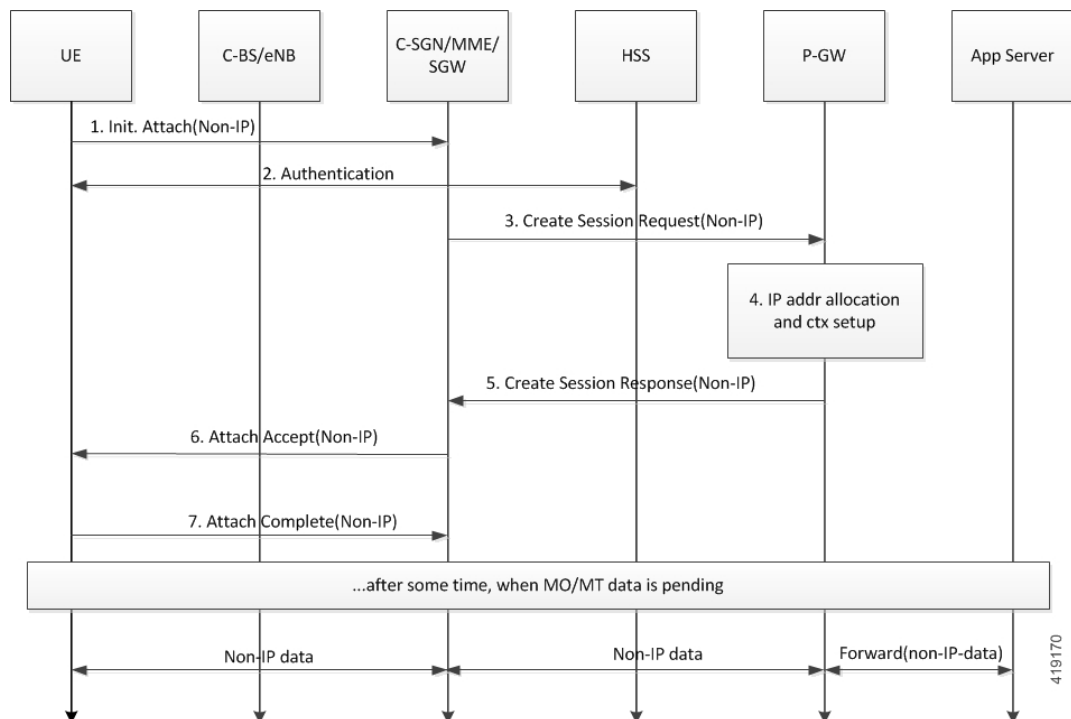 UE
C-BS/eNB
C-SGN/MME/
SGW
HSS
P-GW
App Server
1. Init. Attach(Non-IP)
2. Authentication
3. Create Session Request(Non-IP)
4. IP addr allocation
and ctx setup
5. Create Session Response(Non-IP)
6. Attach Accept(Non-IP)
7. Attach Complete(Non-IP)
...after some time, when MO/MT data is pending
Non-IP data
Non-IP data
Forward(non-IP-data)
419170